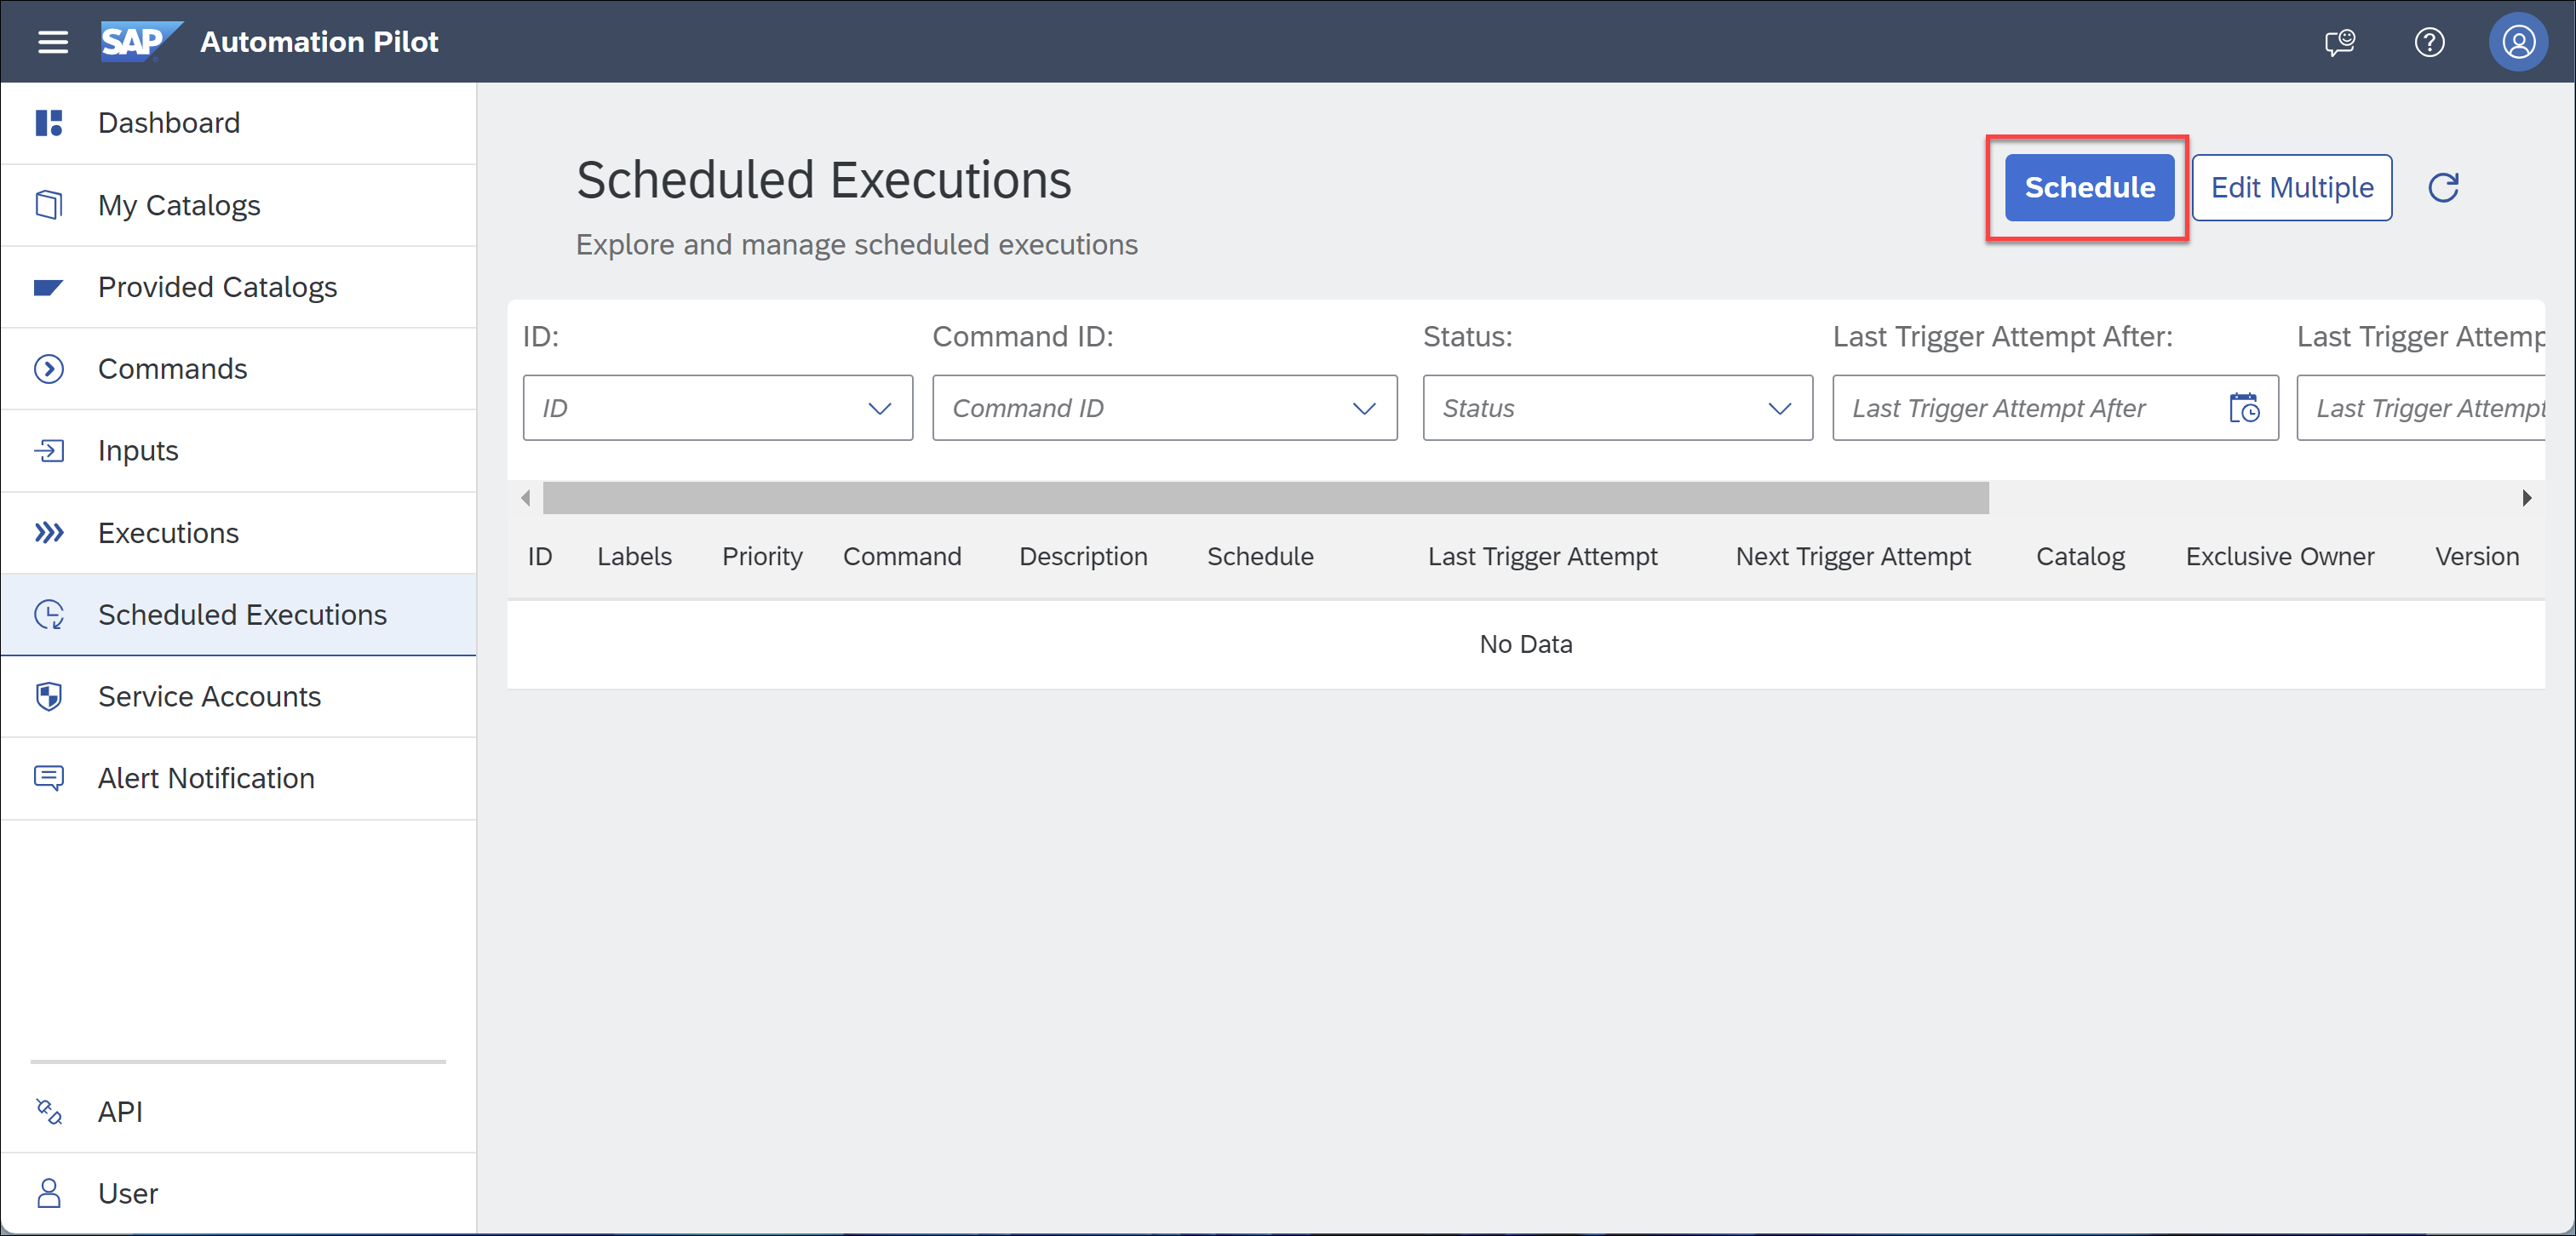 SAP Automation Pilot
Dashboard
My Catalogs
Provided Catalogs
Commands
Inputs
Executions
Scheduled Executions
Service Accounts
Alert Notification
API
User
Scheduled Executions
Explore and manage scheduled executions
Schedule
Edit Multiple
ID: Command ID: Status: Last Trigger Attempt After: Last Trigger Attemp
ID Command ID Status Last Trigger Attempt After Last Trigger Attempt
ID Labels Priority Command Description Schedule Last Trigger Attempt Next Trigger Attempt Catalog Exclusive Owner Version
No Data